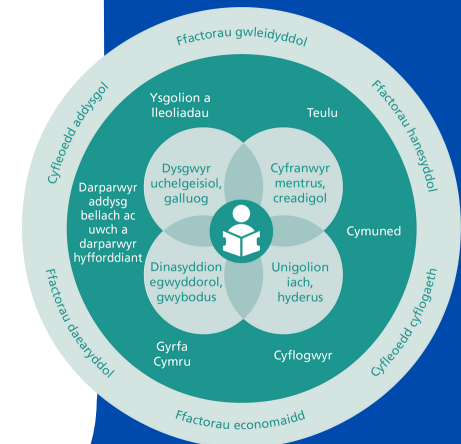 Ffactorau gwleidyddol
Cyfleoedd addysgol
Ffactorau hanesyddol
Ysgolion a
lleoliadau
Teulu
Dysgwyr
uchelgeisiol,
galluog
Cyfranwyr
mentrus,
creadigol
Darparwyr
addysg
bellach ac
uwch a
darparwyr
hyfforddiant
Cymuned
Dinasyddion
egwyddorol,
gwybodus
Unigolion
iach,
hyderus
Gyrfa
Cymru
Cyflogwyr
Ffactorau daearyddol
Cyfleoedd cyflogaeth
Ffactorau economaidd